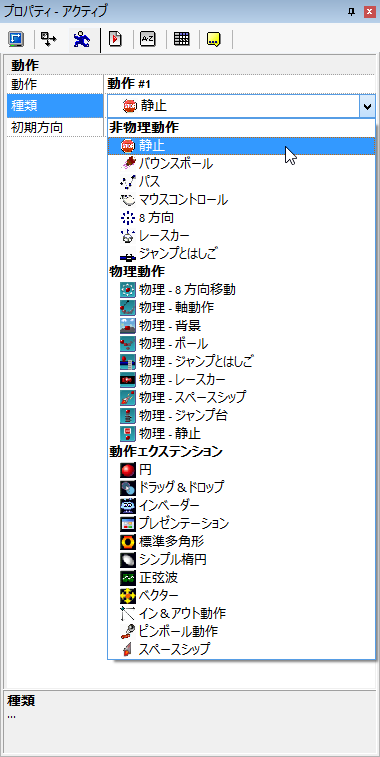 プロパティ - アクティブ
動作
動作 動作 #1
種類 静止
初期方向
非物理動作
静止
バウンスボール
パス
マウスコントロール
8 方向
レースカー
ジャンプとはしご
物理動作
物理 - 8 方向移動
物理 - 軸動作
物理 - 背景
物理 - ボール
物理 - ジャンプとはしご
物理 - レースカー
物理 - スペースシップ
物理 - ジャンプ台
物理 - 静止
動作エクステンション
円
ドラッグ＆ドロップ
インベーダー
プレゼンテーション
標準多角形
シンプル楕円
正弦波
ベクター
イン＆アウト動作
ピンボール動作
スペースシップ
種類
...